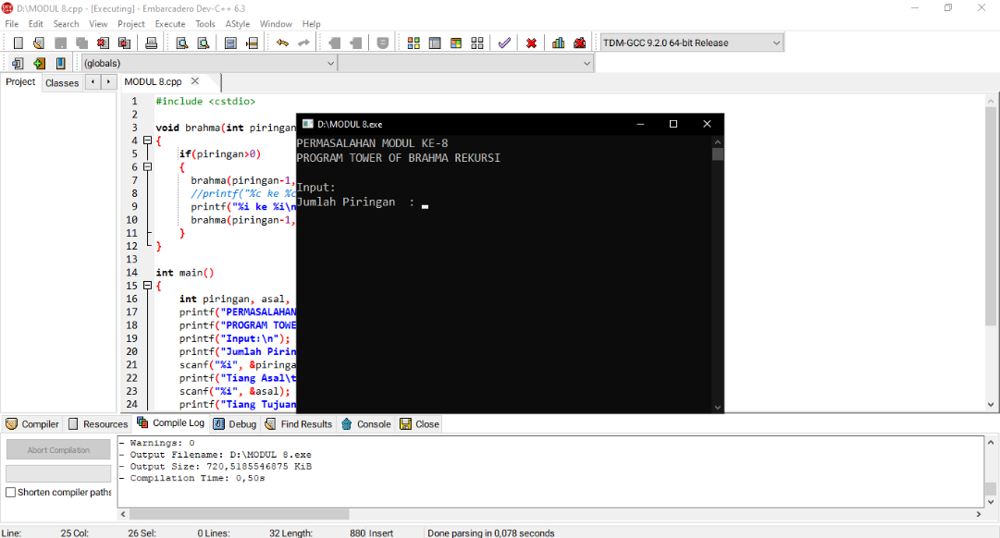 D:\MODUL 8.cpp - [Executing] - Embarcadero Dev-C++ 6.3
File Edit Search View Project Execute Tools AStyle Window Help
TDM-GCC 9.2.0 64-bit Release
(globals)
Project Classes MODUL 8.cpp
1 #include <cstdio>
2
3 void brahma(int piringan
4 {
5 if(piringan>0)
6 {
7 brahma(piringan-1,
8 //printf("%c ke %c
9 printf("%i ke %i\n
10 brahma(piringan-1,
11 }
12 }
13
14 int main()
15 {
16 int piringan, asal,
17 printf("PERMASALAHAN
18 printf("PROGRAM TOWE
19 printf("Input:\n");
20 printf("Jumlah Pirin
21 scanf("%i", &piringa
22 printf("Tiang Asal\t
23 scanf("%i", &asal);
24 printf("Tiang Tujuan
D:\MODUL 8.exe
PERMASALAHAN MODUL KE-8
PROGRAM TOWER OF BRAHMA REKURSI
Input:
Jumlah Piringan :
Compiler Resources Compile Log Debug Find Results Console Close
Abort Compilation
Shorten compiler paths
- Warnings: 0
- Output Filename: D:\MODUL 8.exe
- Output Size: 720,5185546875 KiB
- Compilation Time: 0,50s
Line: 25 Col: 26 Sel: 0 Lines: 32 Length: 880 Insert Done parsing in 0,078 seconds